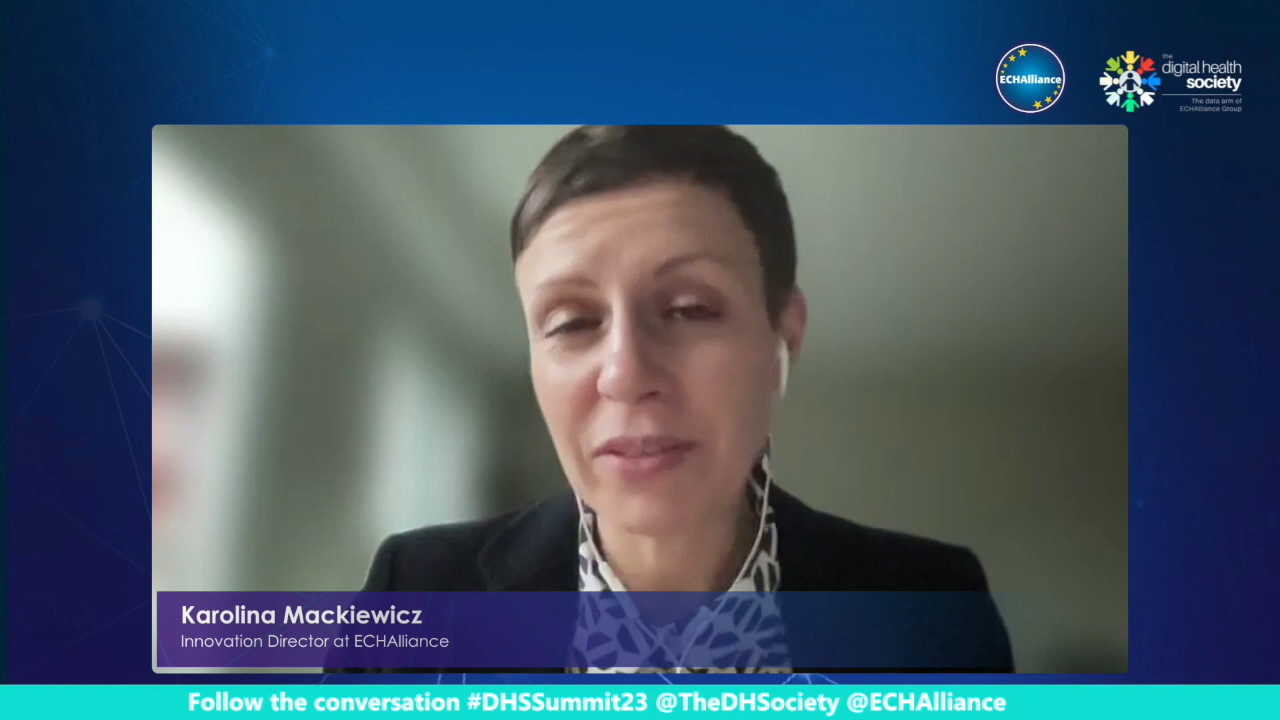 ECHAlliance
the
digital health
society
The data arm of
ECHAlliance Group
Karolina Mackiewicz
Innovation Director at ECHAlliance
Follow the conversation #DHSSummit23 @TheDHSociety @ECHAlliance